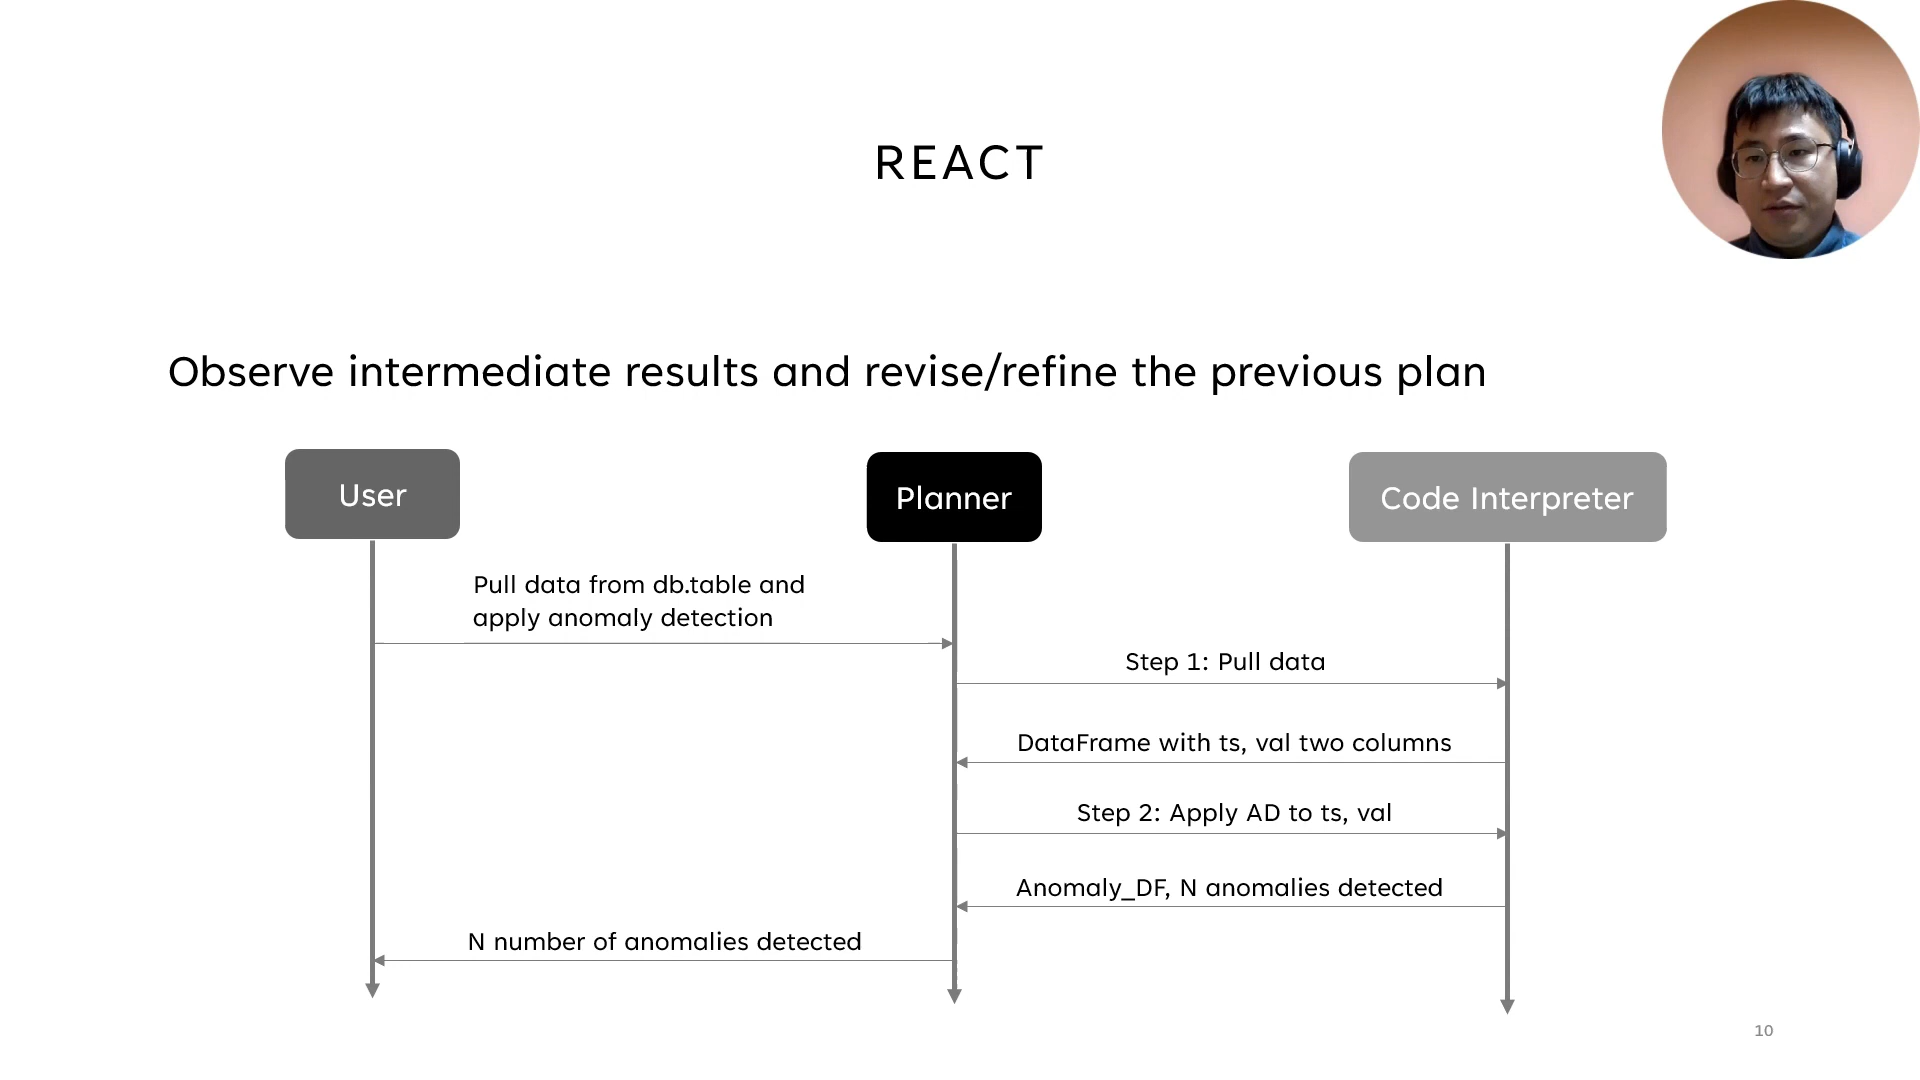 REACT
Observe intermediate results and revise/refine the previous plan
User
Planner
Code Interpreter
Pull data from db.table and
apply anomaly detection
Step 1: Pull data
DataFrame with ts, val two columns
Step 2: Apply AD to ts, val
Anomaly_DF, N anomalies detected
N number of anomalies detected
10